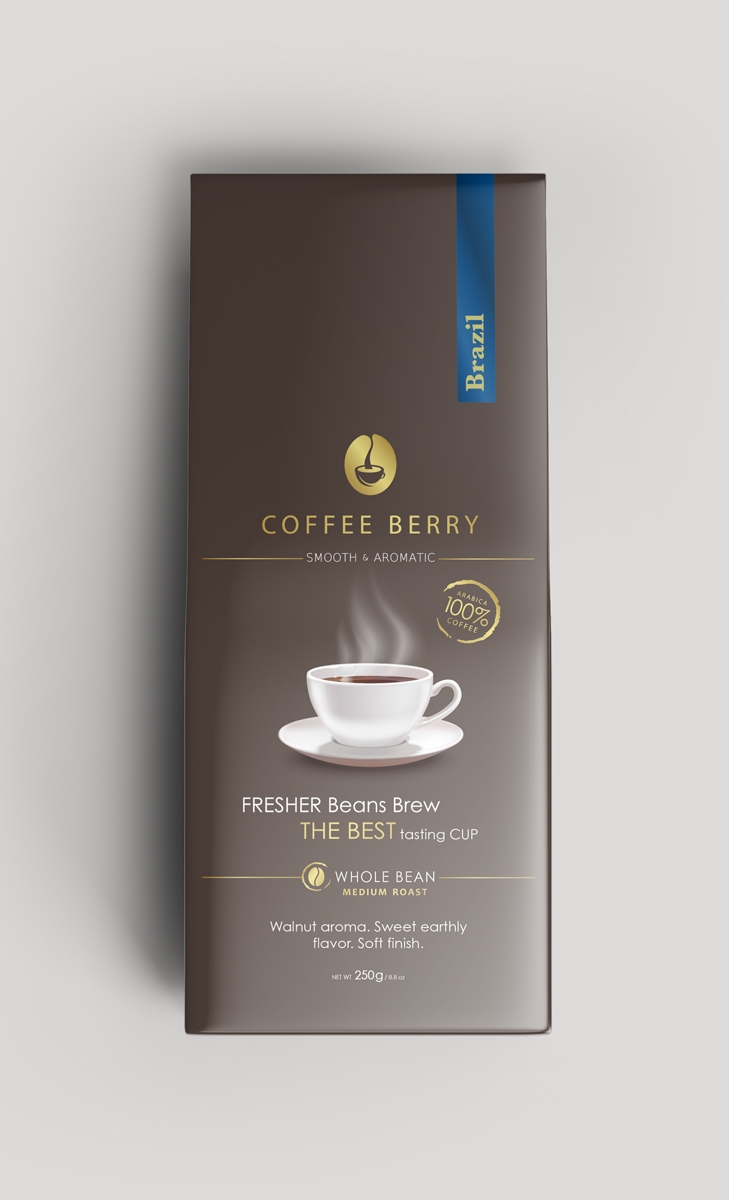 Brazil
COFFEE BERRY
SMOOTH & AROMATIC
ARABICA
100%
COFFEE
FRESHER Beans Brew
THE BEST tasting CUP
WHOLE BEAN
MEDIUM ROAST
Walnut aroma. Sweet earthly
flavor. Soft finish.
NET WT 250g / 8.8 oz